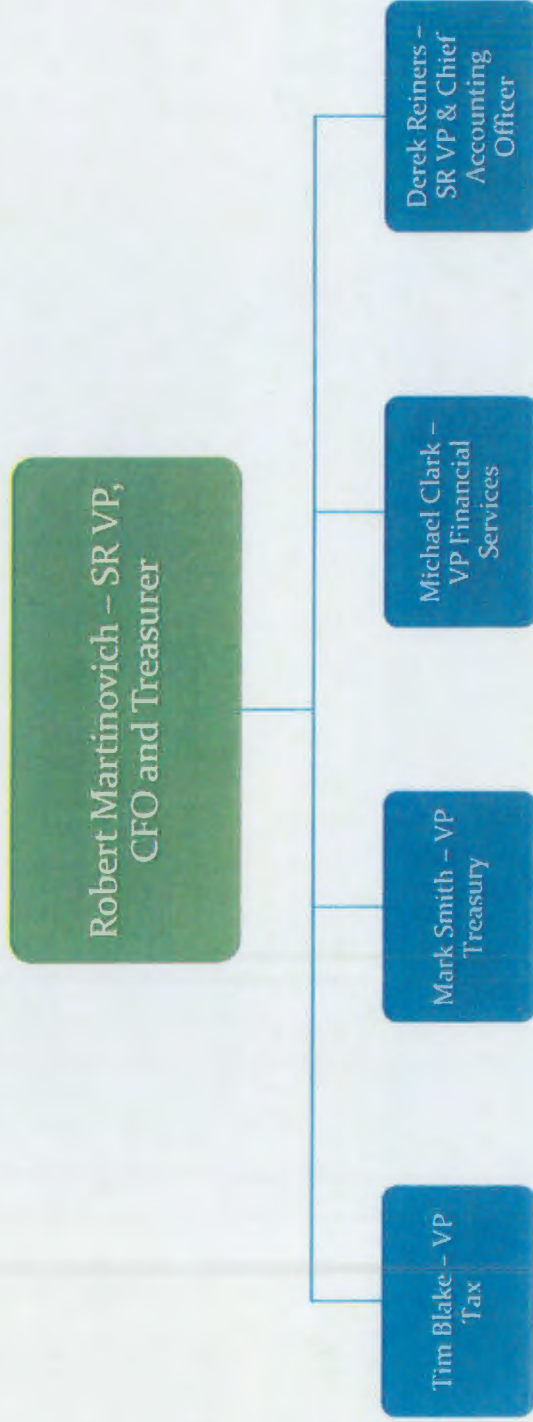 Robert Martinovich – SR VP,
CFO and Treasurer
Tim Blake – VP
Tax
Mark Smith – VP
Treasury
Michael Clark –
VP Financial
Services
Derek Reiners –
SR VP & Chief
Accounting
Officer